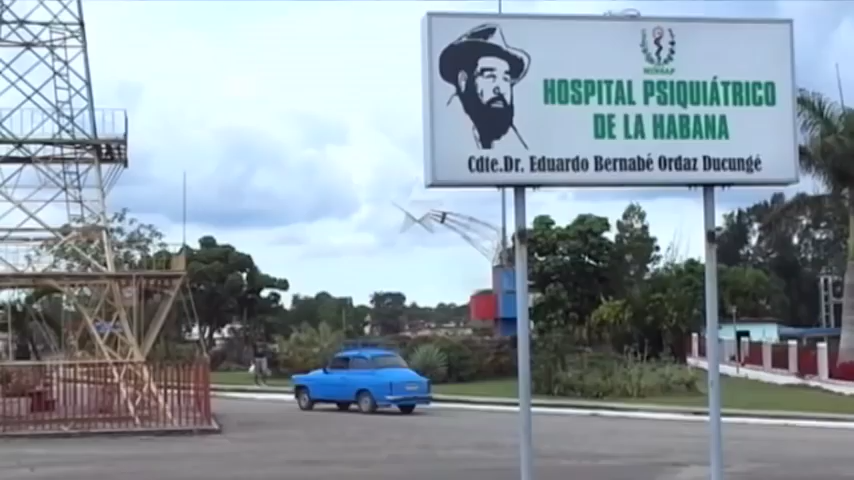 MINSAP
HOSPITAL PSIQUIÁTRICO
DE LA HABANA
Cdte.Dr. Eduardo Bernabé Ordaz Ducungé